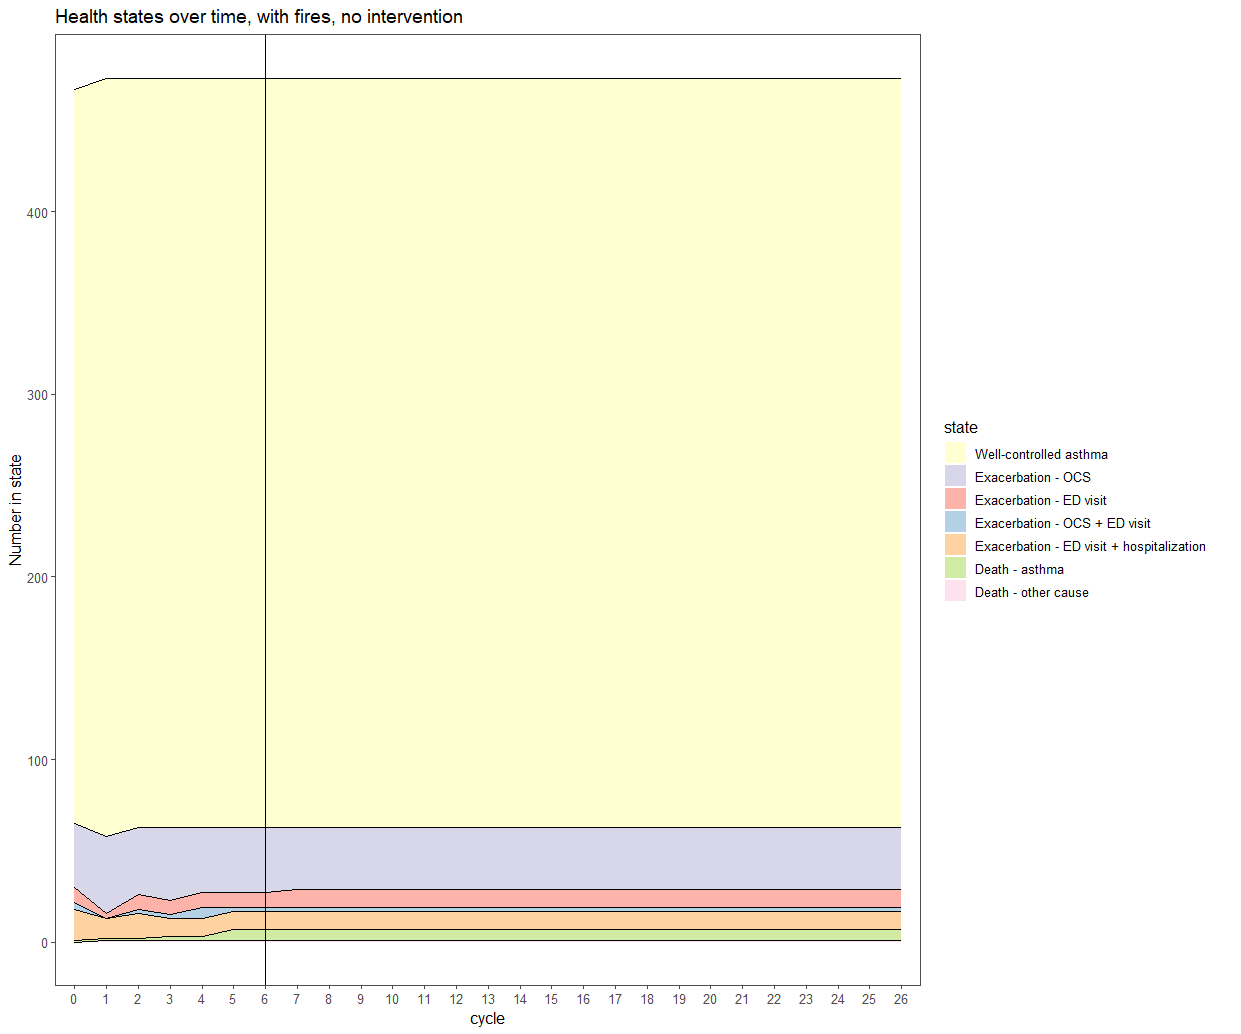 Health states over time, with fires, no intervention
Number in state
400
300
200
100
0
0 1 2 3 4 5 6 7 8 9 10 11 12 13 14 15 16 17 18 19 20 21 22 23 24 25 26
cycle
state
Well-controlled asthma
Exacerbation - OCS
Exacerbation - ED visit
Exacerbation - OCS + ED visit
Exacerbation - ED visit + hospitalization
Death - asthma
Death - other cause